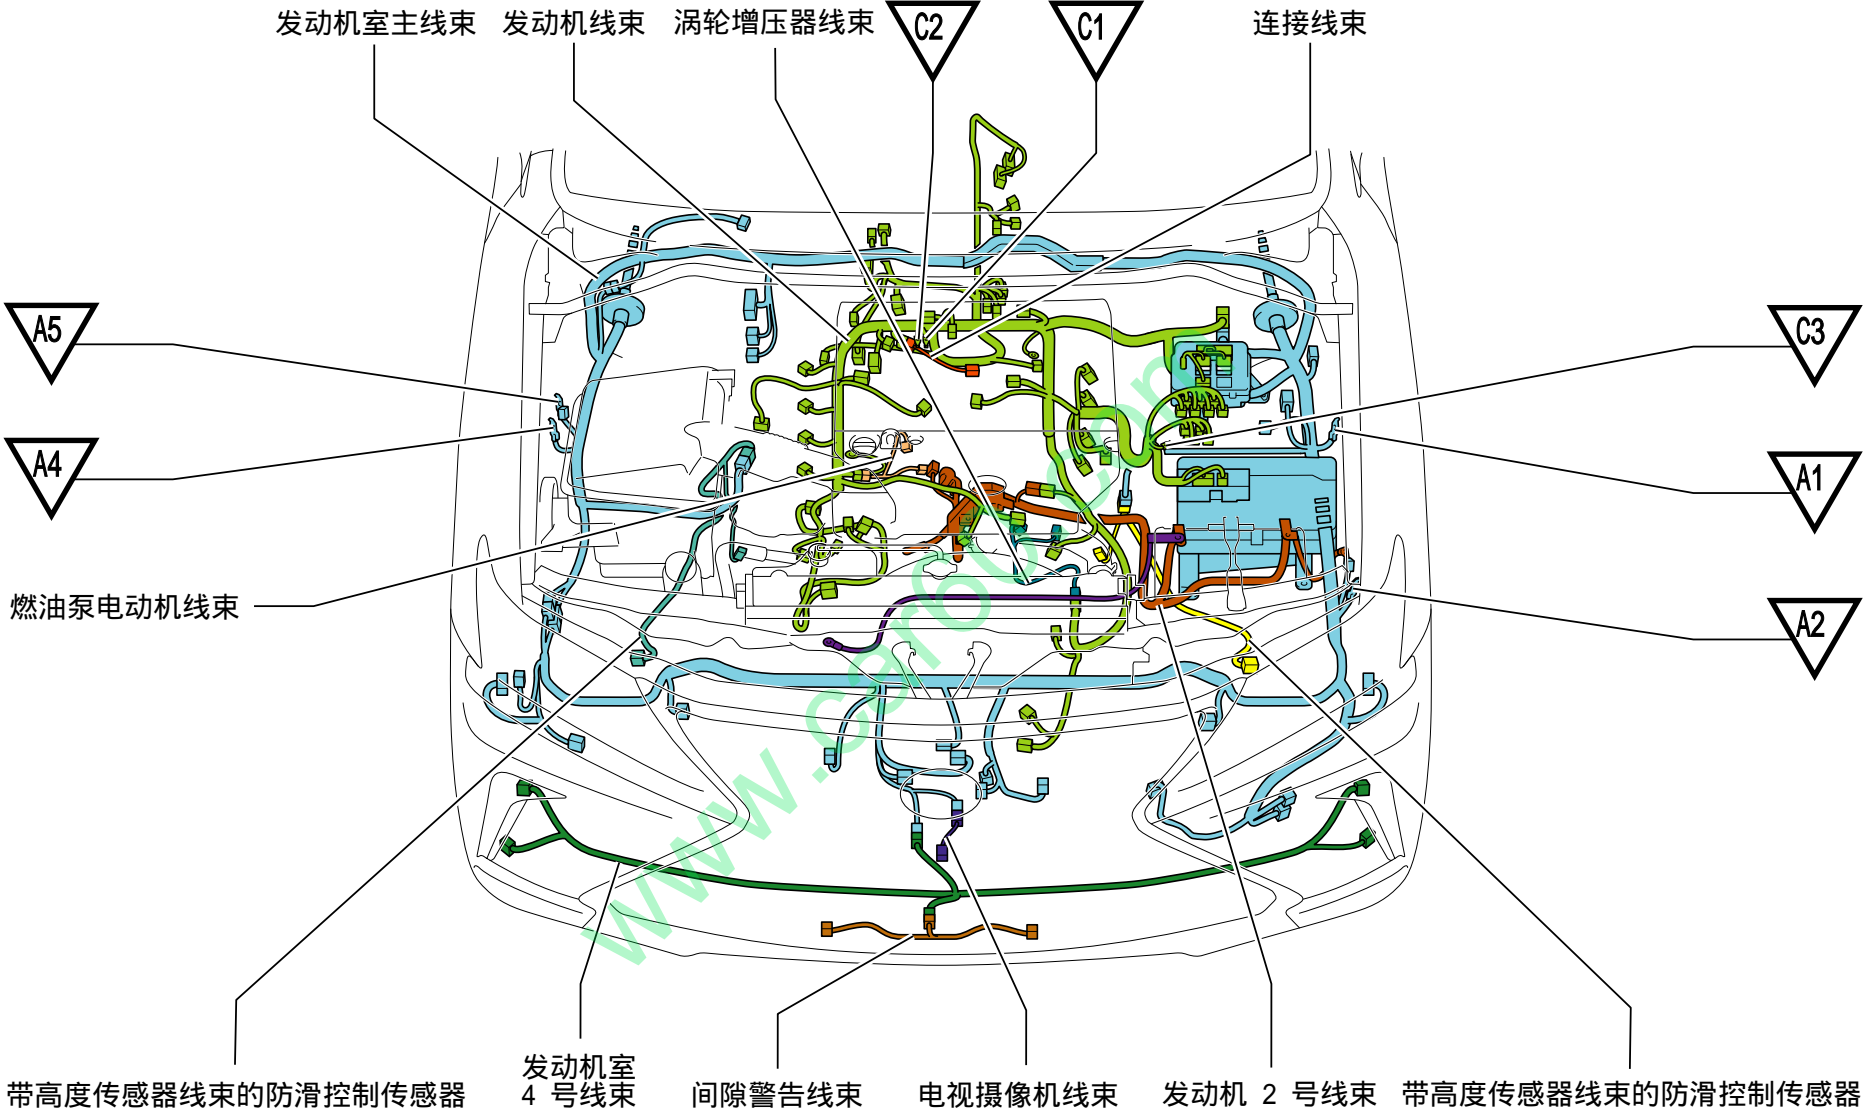 发动机室主线束
发动机线束
涡轮增压器线束
C2
C1
连接线束
A5
C3
A4
A1
燃油泵电动机线束
A2
www.car60.com
带高度传感器线束的防滑控制传感器
发动机室
4 号线束
间隙警告线束
电视摄像机线束
发动机 2 号线束
带高度传感器线束的防滑控制传感器